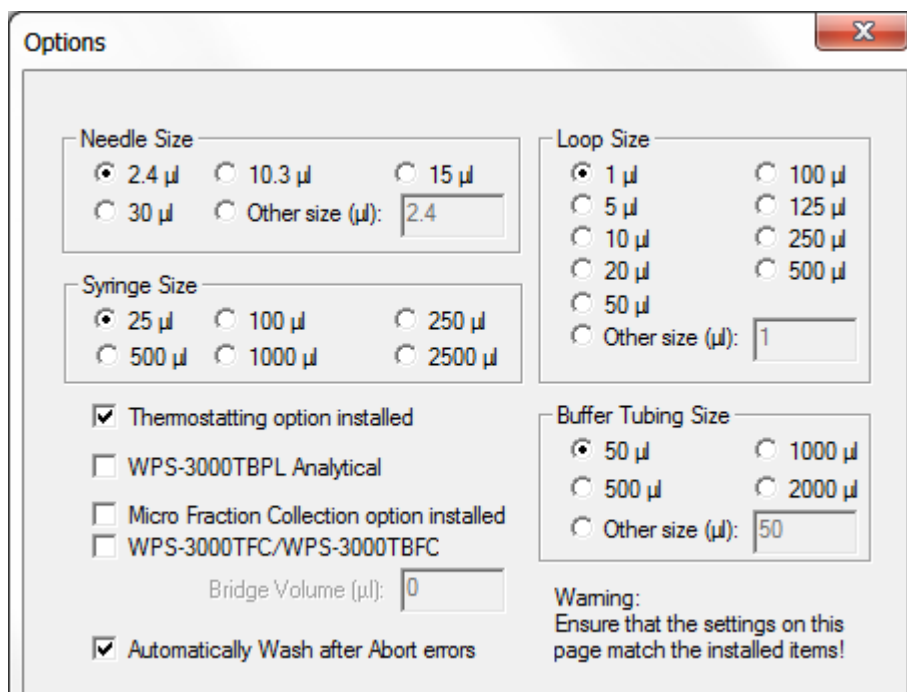 Options
Needle Size
2.4 µl 10.3 µl 15 µl
30 µl Other size (µl): 2.4
Syringe Size
25 µl 100 µl 250 µl
500 µl 1000 µl 2500 µl
Thermostatting option installed
WPS-3000TBPL Analytical
Micro Fraction Collection option installed
WPS-3000TFC/WPS-3000TBFC
Bridge Volume (µl): 0
Automatically Wash after Abort errors
Loop Size
1 µl 100 µl
5 µl 125 µl
10 µl 250 µl
20 µl 500 µl
50 µl
Other size (µl): 1
Buffer Tubing Size
50 µl 1000 µl
500 µl 2000 µl
Other size (µl): 50
Warning:
Ensure that the settings on this
page match the installed items!